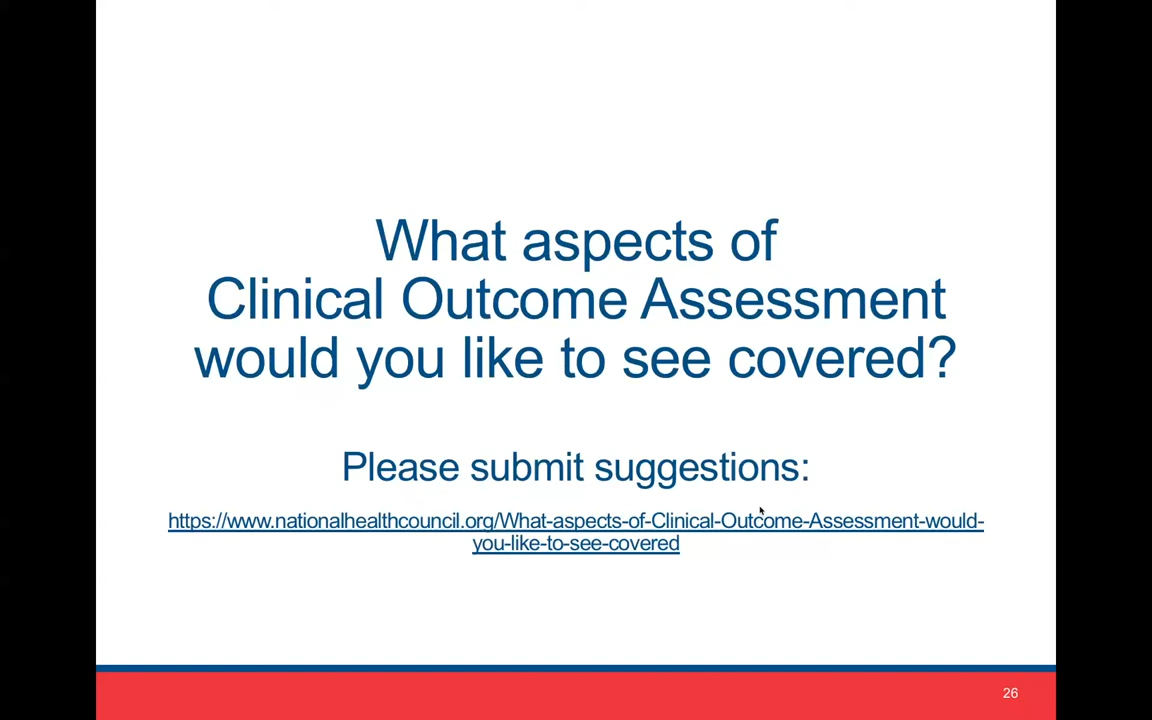 What aspects of
Clinical Outcome Assessment
would you like to see covered?
Please submit suggestions:
https://www.nationalhealthcouncil.org/What-aspects-of-Clinical-Outcome-Assessment-would-
you-like-to-see-covered
26